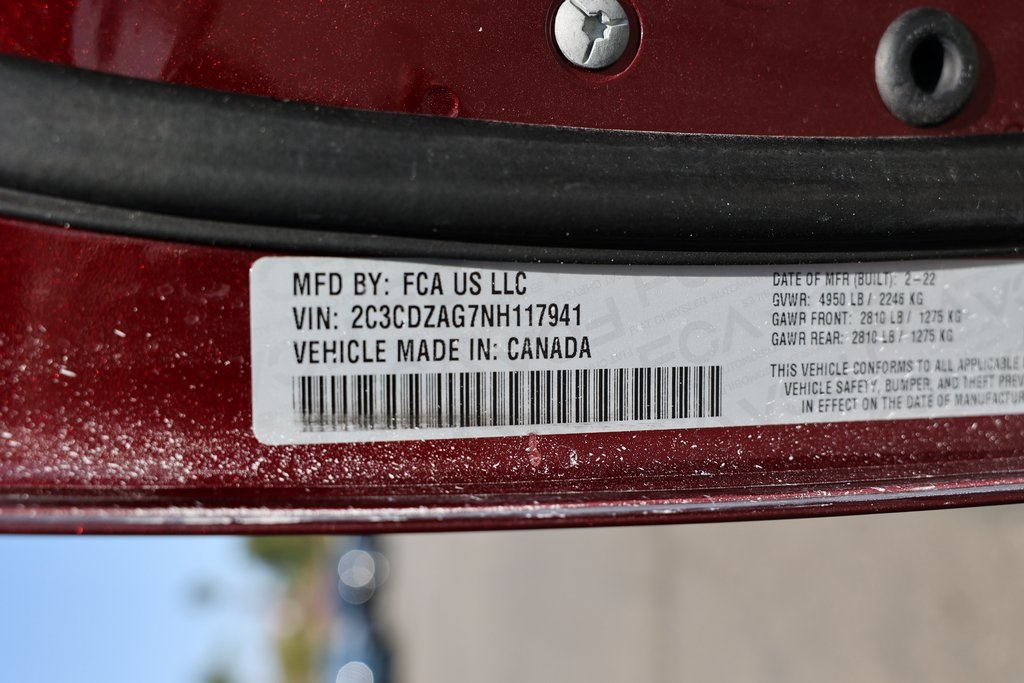 MFD BY: FCA US LLC
VIN: 2C3CDZAG7NH117941
VEHICLE MADE IN: CANADA
DATE OF MFR (BUILT): 2-22
GVWR: 4950 LB / 2246 KG
GAWR FRONT: 2810 LB / 1275 KG
GAWR REAR: 2810 LB / 1275 KG
THIS VEHICLE CONFORMS TO ALL APPLICABLE
VEHICLE SAFETY, BUMPER, AND THEFT PREV
IN EFFECT ON THE DATE OF MANUFACTUR